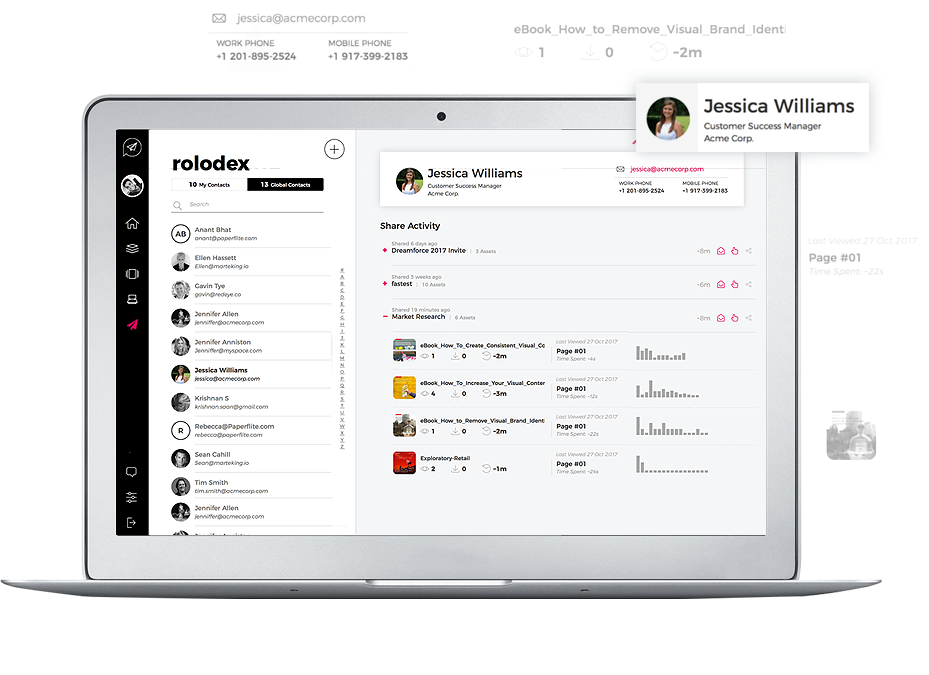 jessica@acmecorp.com
WORK PHONE MOBILE PHONE
+1 201-895-2524 +1 917-399-2183
eBook_How_to_Remove_Visual_Brand_Identi
1 0 ~2m
Jessica Williams
Customer Success Manager
Acme Corp.
rolodex
10 My Contacts 13 Global Contacts
Search
AB
Anant Bhat
anant@paperflite.com
Ellen Hassett
Ellen@marteking.io
Gavin Tye
gavin@redeye.co
Jennifer Allen
jenniffer@acmecorp.com
Jennifer Anniston
Jenniffer@myspace.com
Jessica Williams
jessica@acmecorp.com
Krishnan S
krishnan.saan@gmail.com
R
Rebecca@Paperflite.com
rebecca@paperflite.com
Sean Cahill
Sean@marteking.io
Tim Smith
tim.smith@acmecorp.com
Jennifer Allen
jenniffer@acmecorp.com
#
A
B
C
D
E
F
G
H
I
J
K
L
M
N
O
P
Q
R
S
T
U
V
W
X
Y
Z
Jessica Williams
Customer Success Manager
Acme Corp.
jessica@acmecorp.com
WORK PHONE MOBILE PHONE
+1 201-895-2524 +1 917-399-2183
Share Activity
Shared 6 days ago
Dreamforce 2017 Invite | 3 Assets ~8m
Shared 3 weeks ago
fastest | 10 Assets ~6m
Shared 19 minutes ago
Market Research | 6 Assets ~8m
eBook_How_To_Create_Consistent_Visual_Co
1 0 ~2m
Last Viewed 27 Oct 2017
Page #01
Time Spent: ~4s
eBook_How_To_Increase_Your_Visual_Conten
4 0 ~3m
Last Viewed 27 Oct 2017
Page #01
Time Spent: ~12s
eBook_How_to_Remove_Visual_Brand_Identi
1 0 ~2m
Last Viewed 27 Oct 2017
Page #01
Time Spent: ~22s
Exploratory-Retail
2 0 ~1m
Last Viewed 27 Oct 2017
Page #01
Last Viewed 27 Oct 2017
Page #01
Time Spent: ~22s